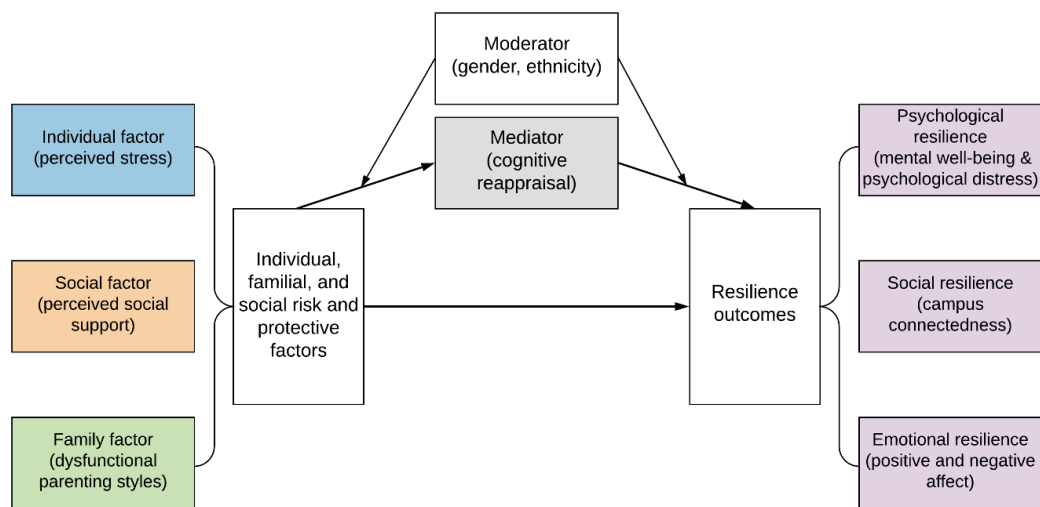 Moderator
(gender, ethnicity)
Individual factor
(perceived stress)
Mediator
(cognitive
reappraisal)
Psychological
resilience
(mental well-being &
psychological distress)
Social factor
(perceived social
support)
Individual,
familial, and
social risk and
protective
factors
Resilience
outcomes
Social resilience
(campus
connectedness)
Family factor
(dysfunctional
parenting styles)
Emotional resilience
(positive and negative
affect)